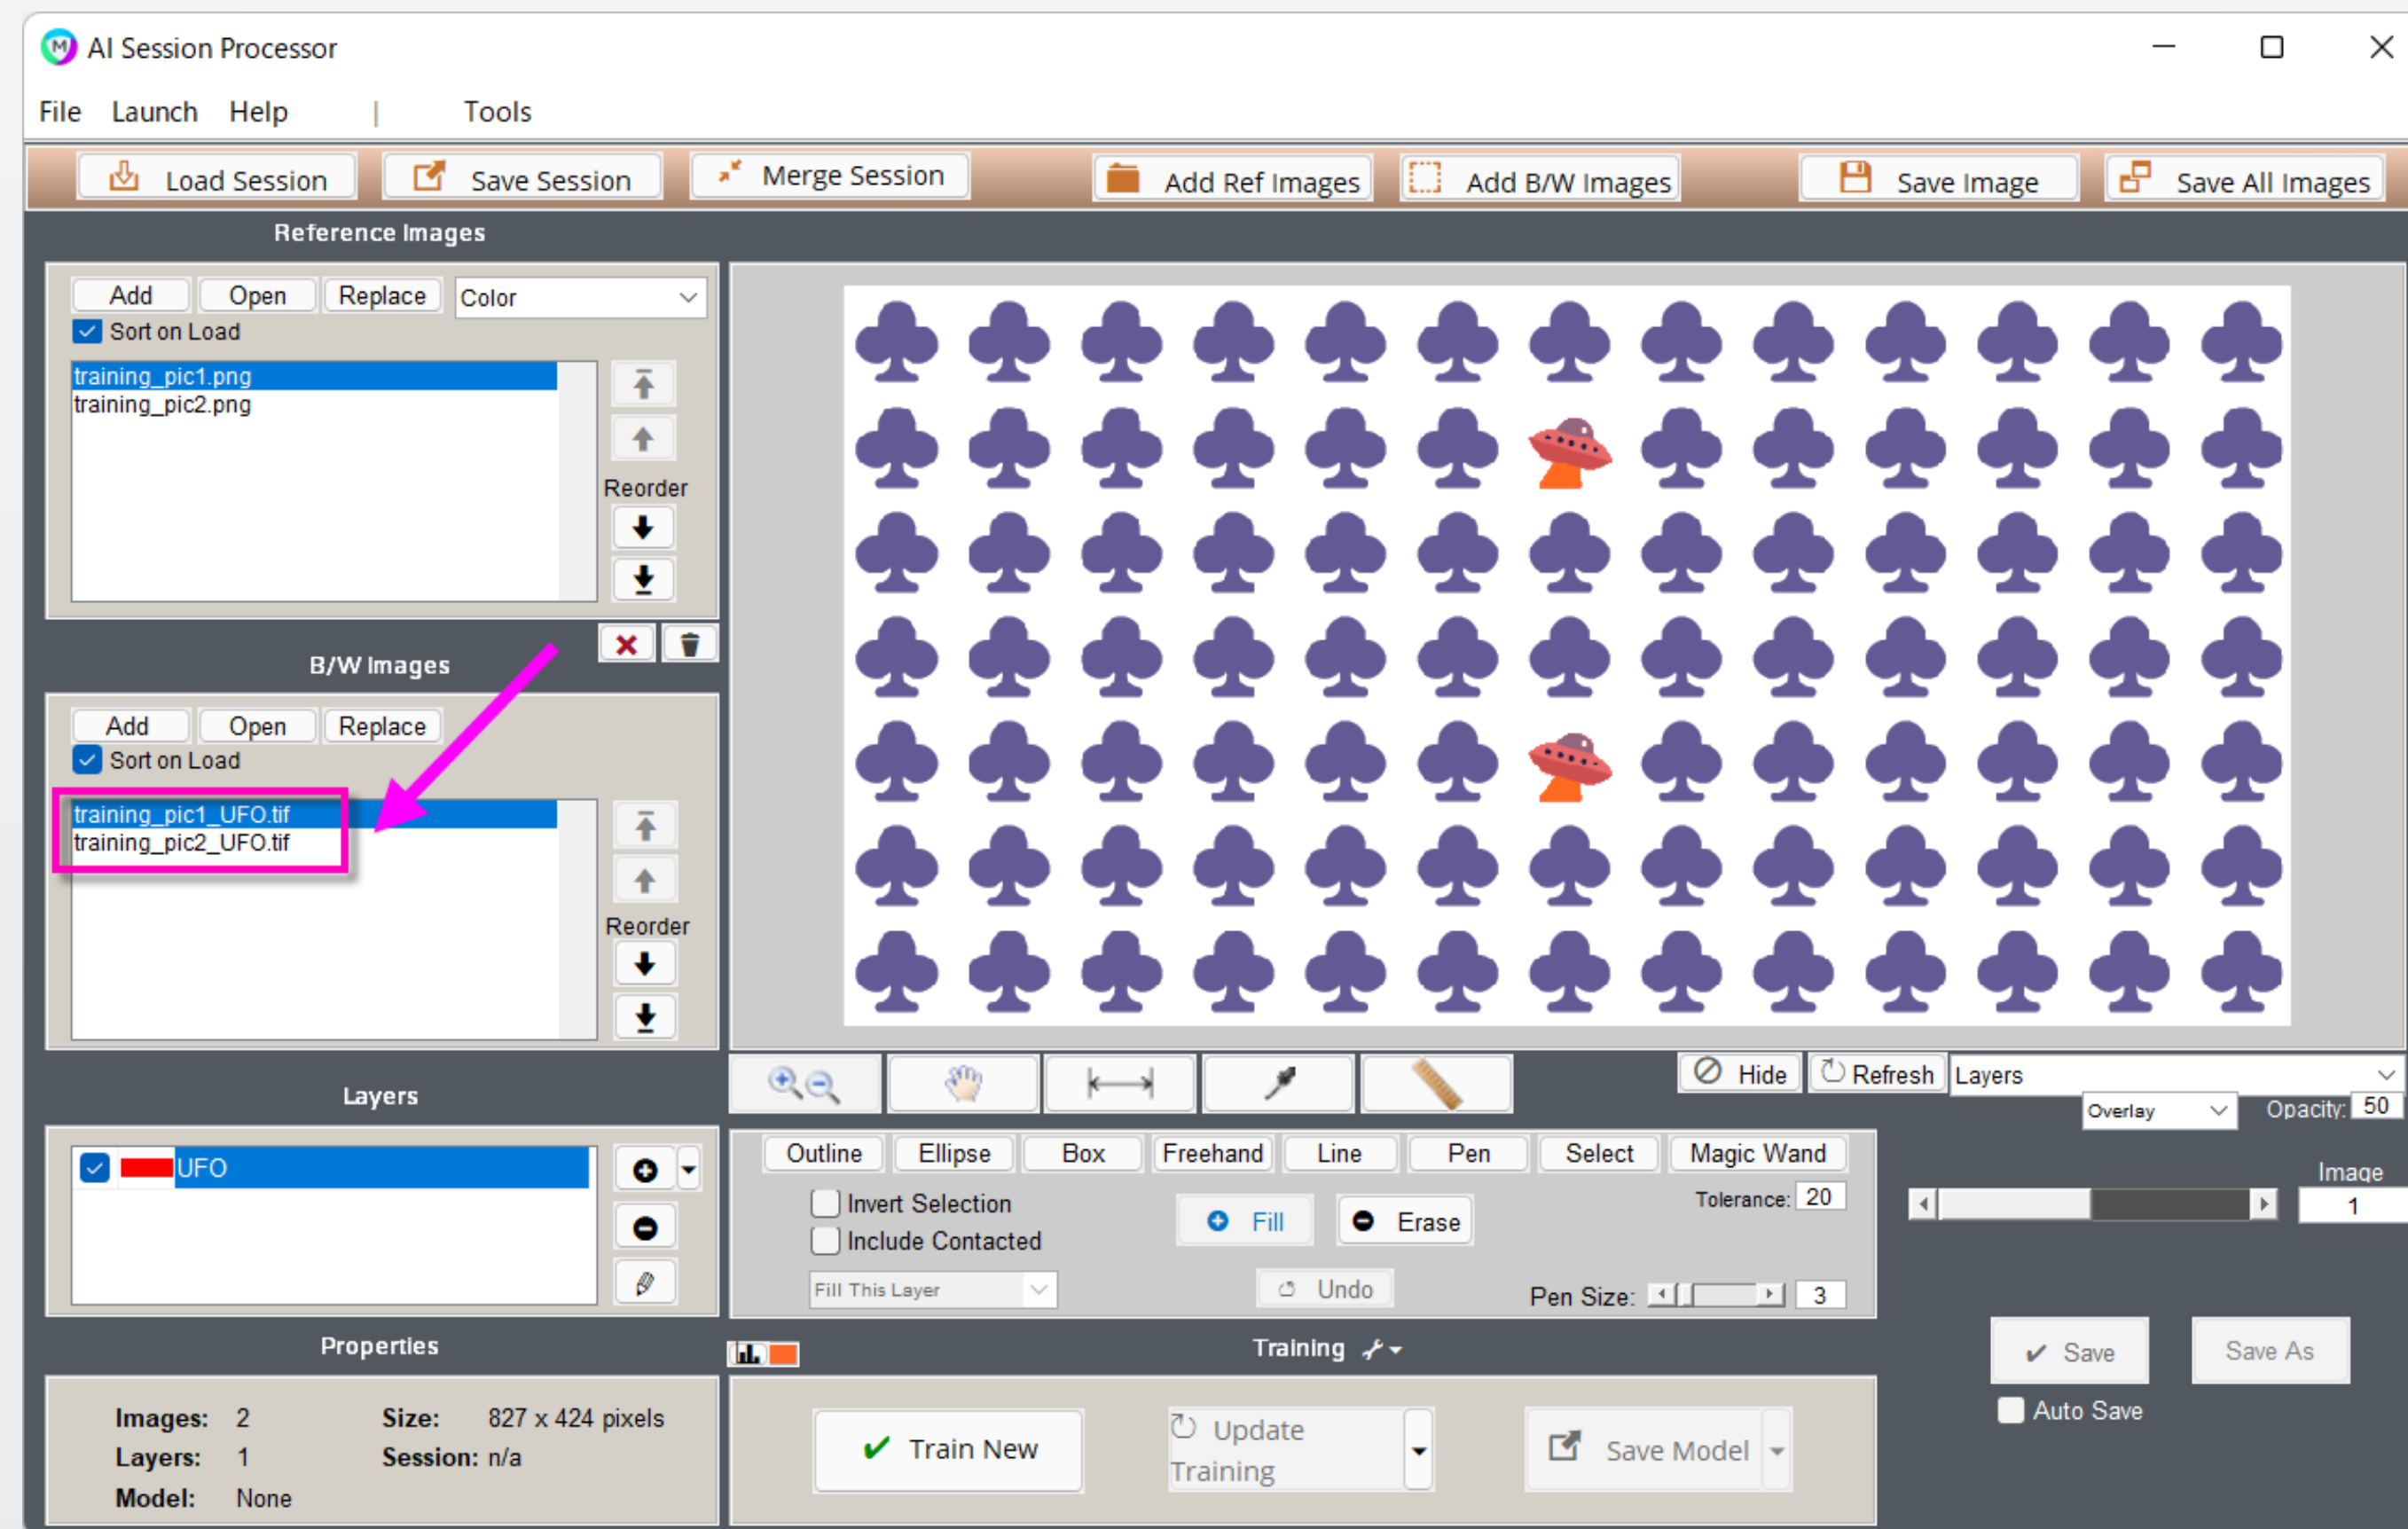 AI Session Processor
File Launch Help | Tools
Load Session Save Session Merge Session Add Ref Images Add B/W Images Save Image Save All Images
Reference Images
Add Open Replace Color
Sort on Load
training_pic1.png
training_pic2.png
Reorder
B/W Images
Add Open Replace
Sort on Load
training_pic1_UFO.tif
training_pic2_UFO.tif
Reorder
Layers
UFO
Properties
Images: 2 Size: 827 x 424 pixels
Layers: 1 Session: n/a
Model: None
Hide Refresh Layers
Overlay Opacity: 50
Outline Ellipse Box Freehand Line Pen Select Magic Wand
Invert Selection
Include Contacted
Fill Erase
Tolerance: 20
Fill This Layer Undo Pen Size: 3
Image
1
Training
Train New
Update
Training
Save Model
Save Save As
Auto Save